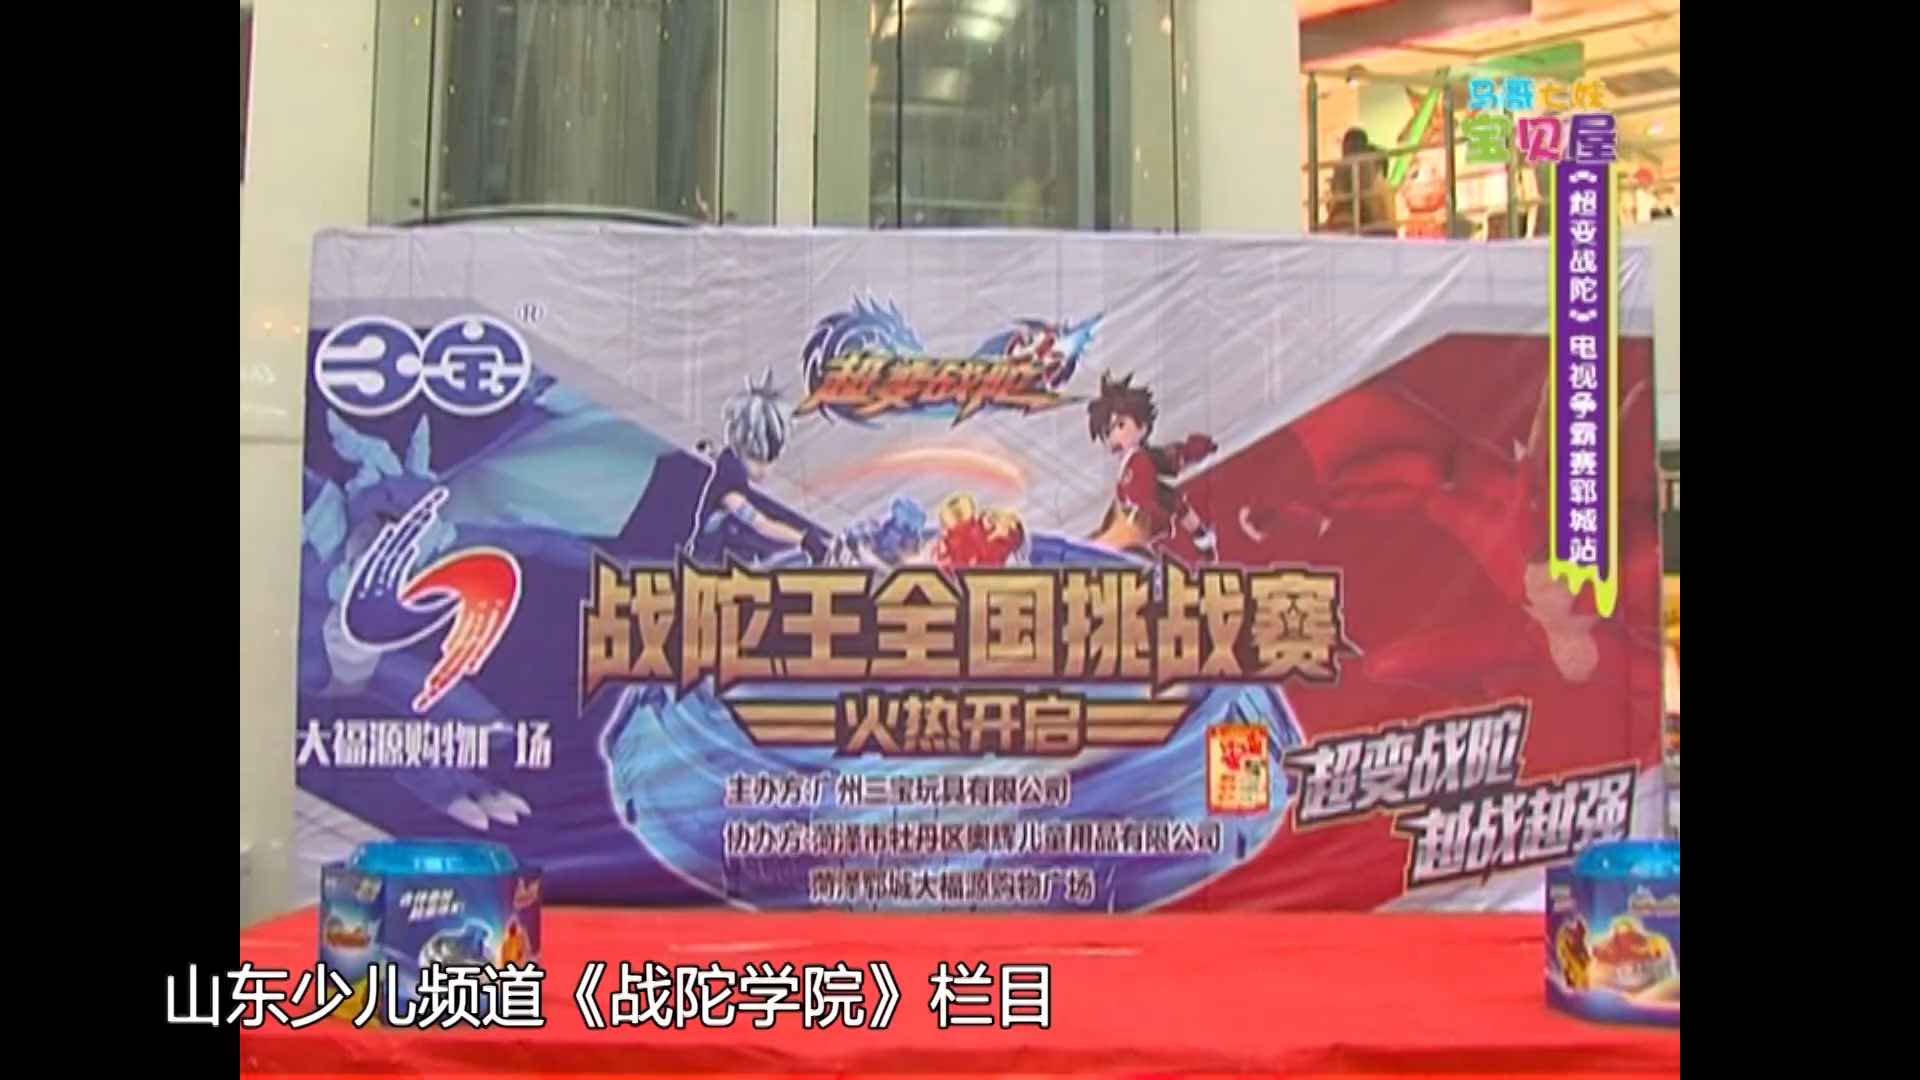 马哥七娃
宝贝屋
《超变战陀》电视争霸赛郓城站
三宝®
超变战陀
战陀王全国挑战赛
火热开启
大福源购物广场
主办方:广州三宝玩具有限公司
协办方:菏泽市牡丹区奥辉儿童用品有限公司
菏泽郓城大福源购物广场
超变战陀
越战越强
山东少儿频道《战陀学院》栏目